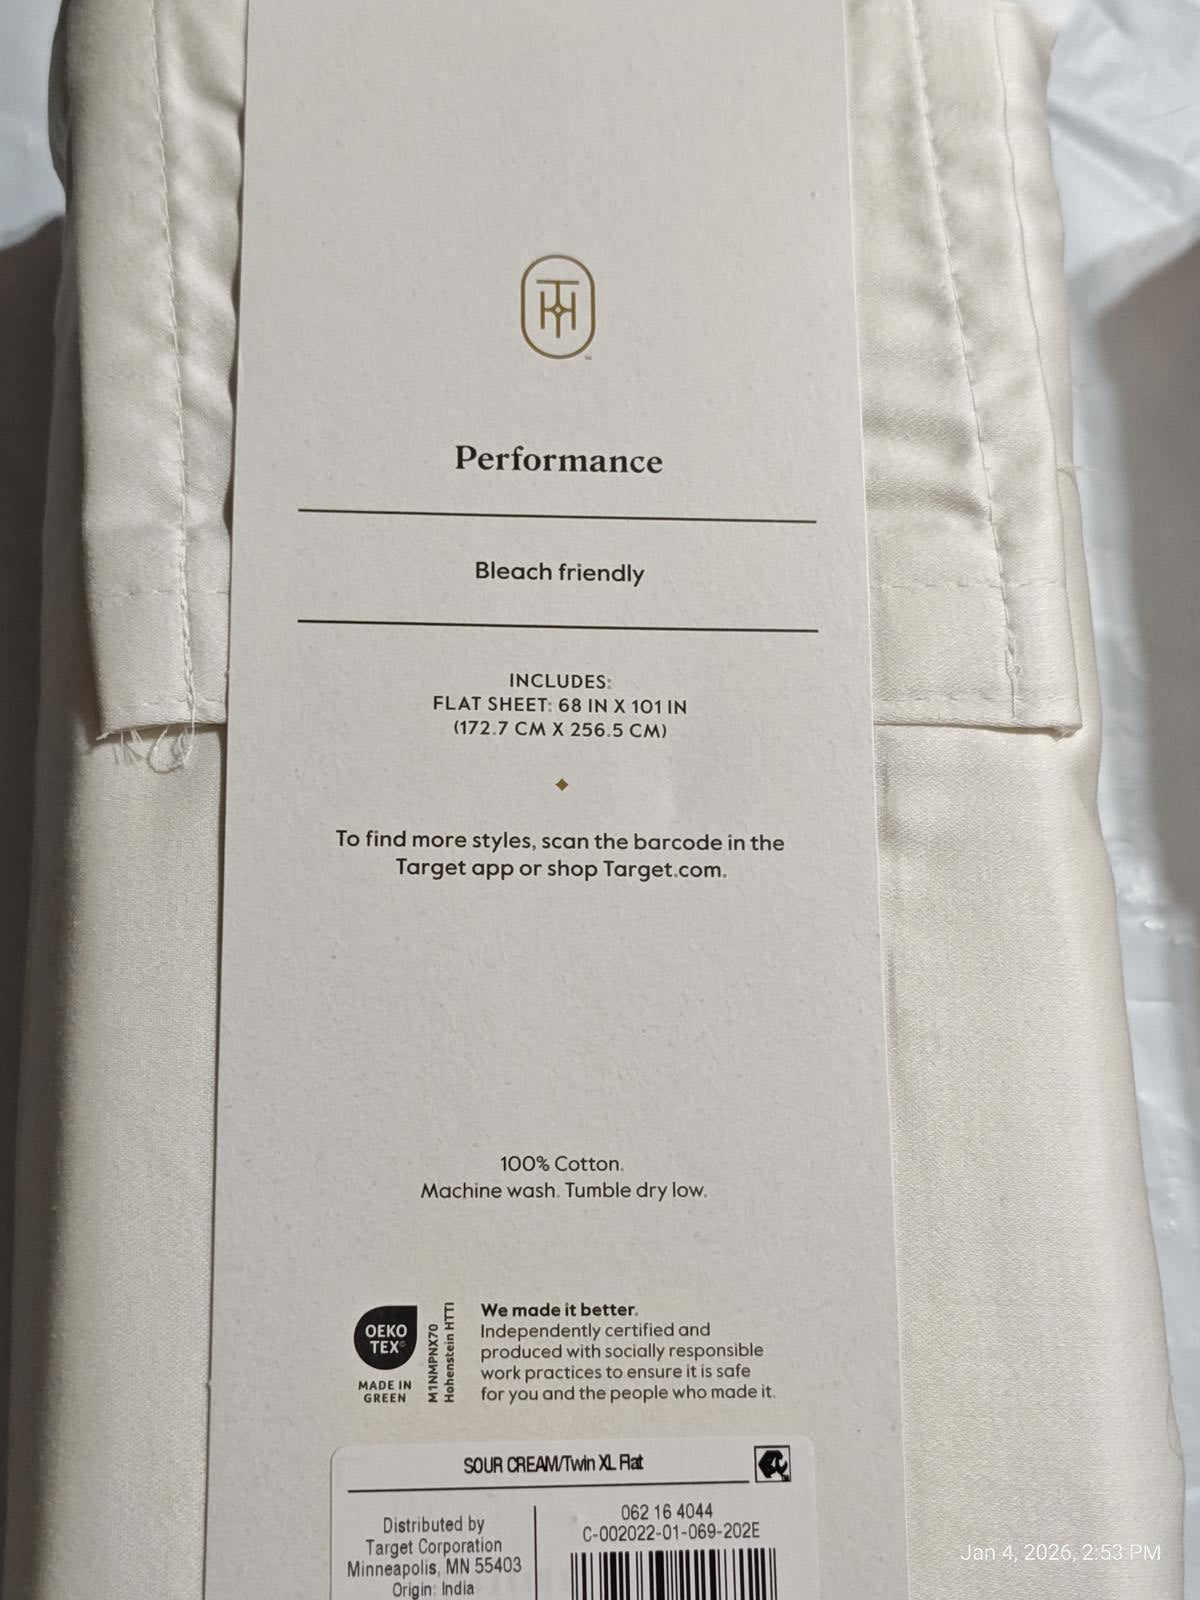 TH
™
Performance
Bleach friendly
INCLUDES:
FLAT SHEET: 68 IN X 101 IN
(172.7 CM X 256.5 CM)
To find more styles, scan the barcode in the
Target app or shop Target.com.
100% Cotton.
Machine wash. Tumble dry low.
OEKO
TEX®
MADE IN
GREEN
M1NMPNX70
Hohenstein HTTI
We made it better.
Independently certified and
produced with socially responsible
work practices to ensure it is safe
for you and the people who made it.
SOUR CREAM/Twin XL Flat
Distributed by
Target Corporation
Minneapolis, MN 55403
Origin: India
062 16 4044
C-002022-01-069-202E
Jan 4, 2026, 2:53 PM